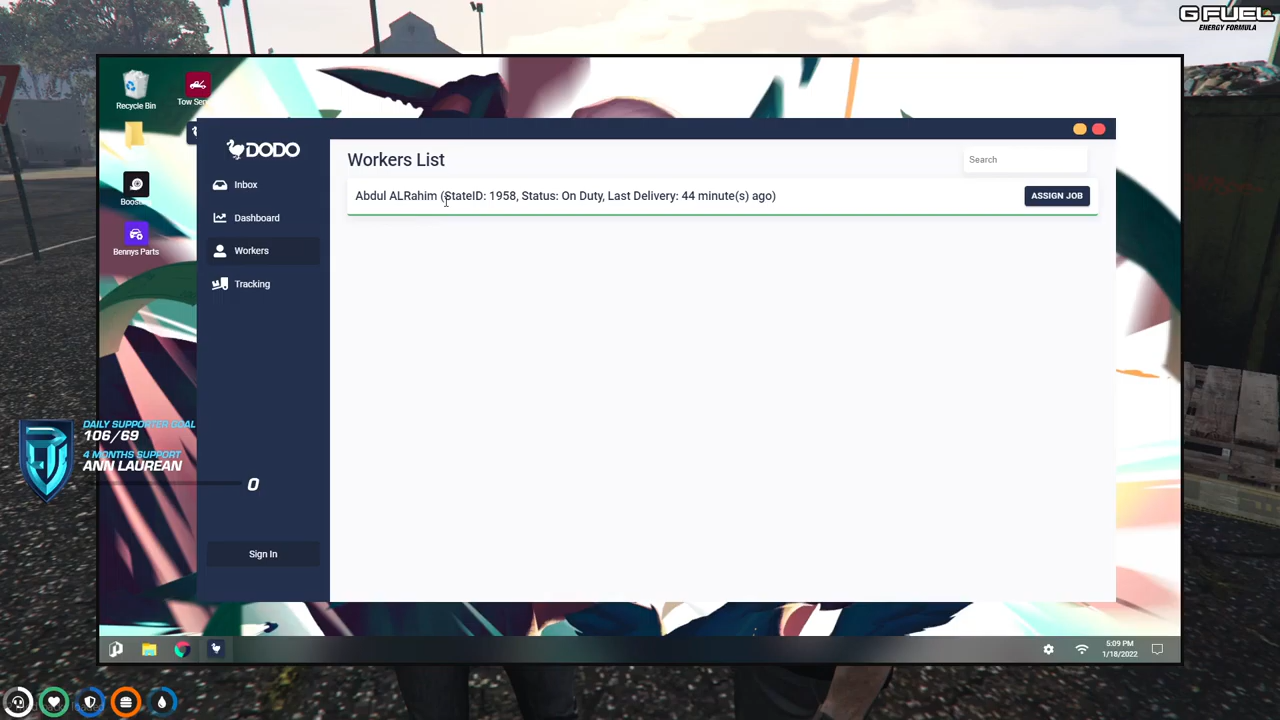 G FUEL
ENERGY FORMULA
Recycle Bin
Tow Ser
DODO
Workers List
Search
Inbox
Abdul ALRahim (StateID: 1958, Status: On Duty, Last Delivery: 44 minute(s) ago)
ASSIGN JOB
Boos
Dashboard
Bennys Parts
Workers
Tracking
DAILY SUPPORTER GOAL
106/69
4 MONTHS SUPPORT
ANN LAUREAN
0
Sign In
5:09 PM
1/18/2022